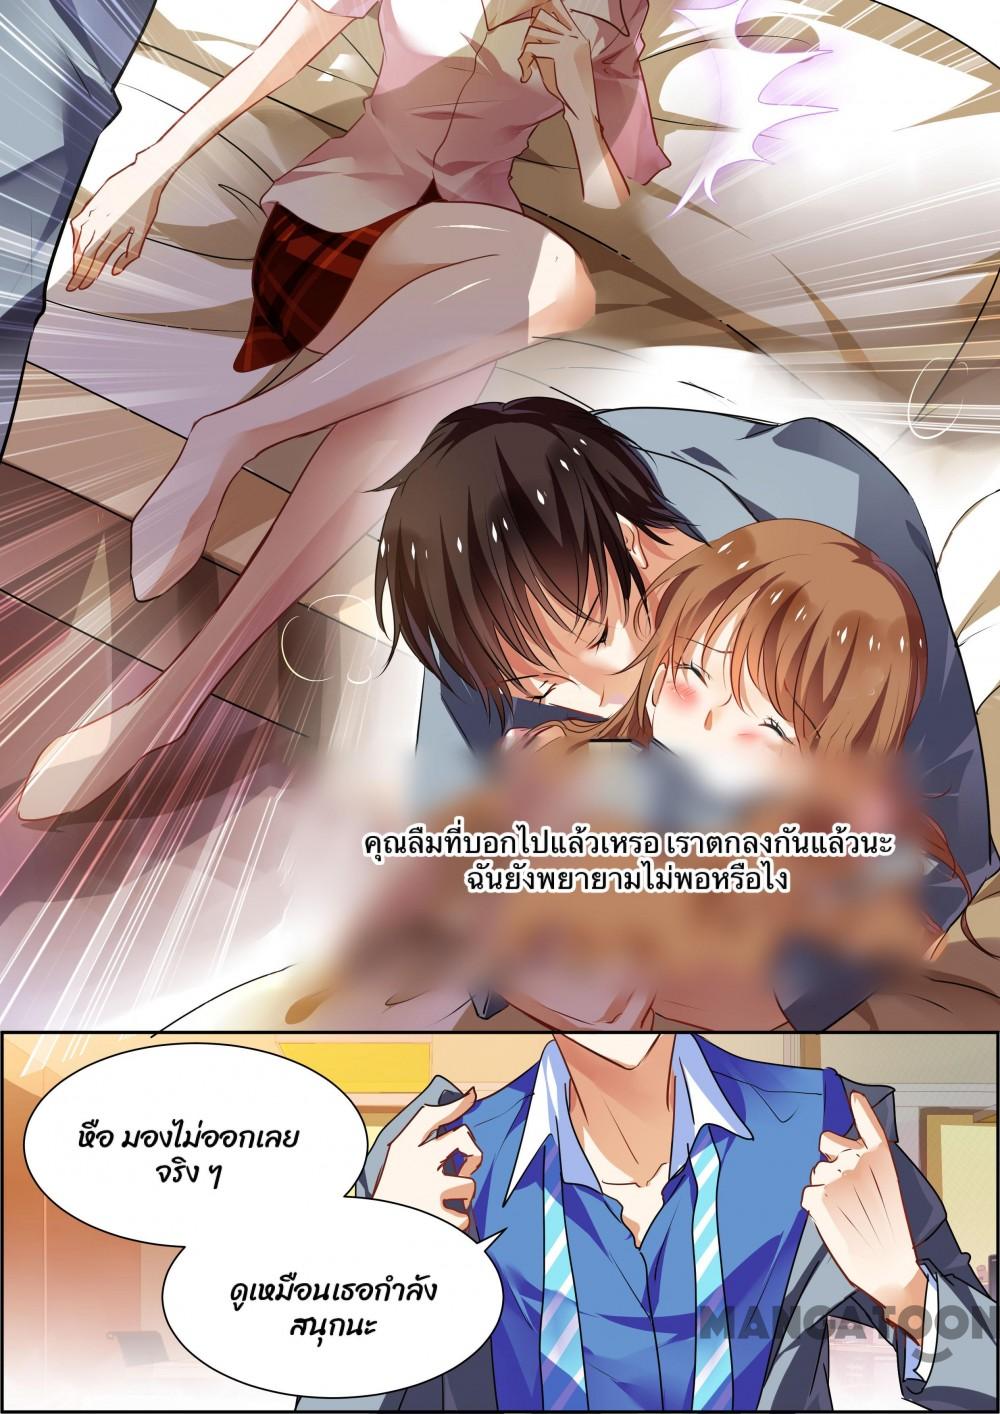 คุณลืมที่บอกไปแล้วเหรอ เราตกลงกันแล้วนะ
ฉันยังพยายามไม่พอหรือไง
หือ มองไม่ออกเลย
จริง ๆ
ดูเหมือนเธอกำลัง
สนุกนะ
MANGATOON